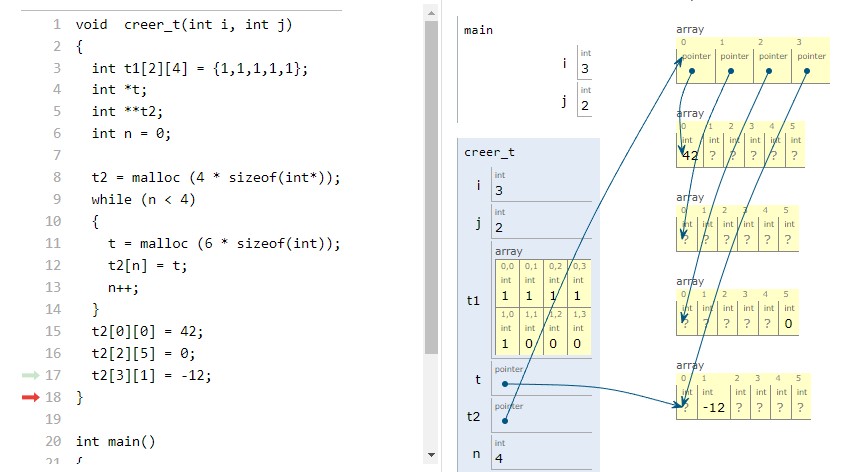 1 void  creer_t(int i, int j)
2 {
3   int t1[2][4] = {1,1,1,1,1};
4   int *t;
5   int **t2;
6   int n = 0;
7
8   t2 = malloc (4 * sizeof(int*));
9   while (n < 4)
10   {
11     t = malloc (6 * sizeof(int));
12     t2[n] = t;
13     n++;
14   }
15   t2[0][0] = 42;
16   t2[2][5] = 0;
17   t2[3][1] = -12;
18 }
19
20 int main()
main
int
i 3
int
j 2
creer_t
int
i 3
int
j 2
array
0,0 0,1 0,2 0,3
int int int int
1 1 1 1
t1
1,0 1,1 1,2 1,3
int int int int
1 0 0 0
pointer
t
pointer
t2
int
n 4
array
0 1 2 3
pointer pointer pointer pointer
array
0 1 2 3 4 5
int int int int int int
42 ? ? ? ? ?
array
0 1 2 3 4 5
int int int int int int
? ? ? ? ? ?
array
0 1 2 3 4 5
int int int int int int
? ? ? ? ? 0
array
0 1 2 3 4 5
int int int int int int
? -12 ? ? ? ?